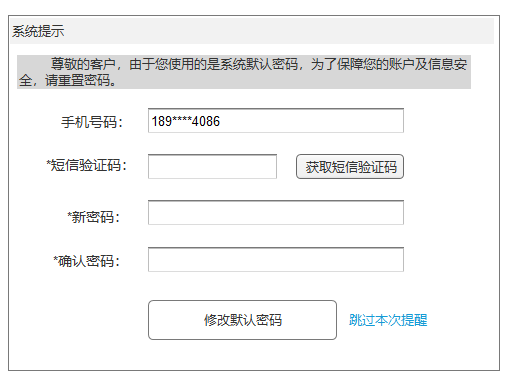 系统提示
尊敬的客户，由于您使用的是系统默认密码，为了保障您的账户及信息安
全，请重置密码。
手机号码： 189****4086
*短信验证码： 获取短信验证码
*新密码：
*确认密码：
修改默认密码 跳过本次提醒